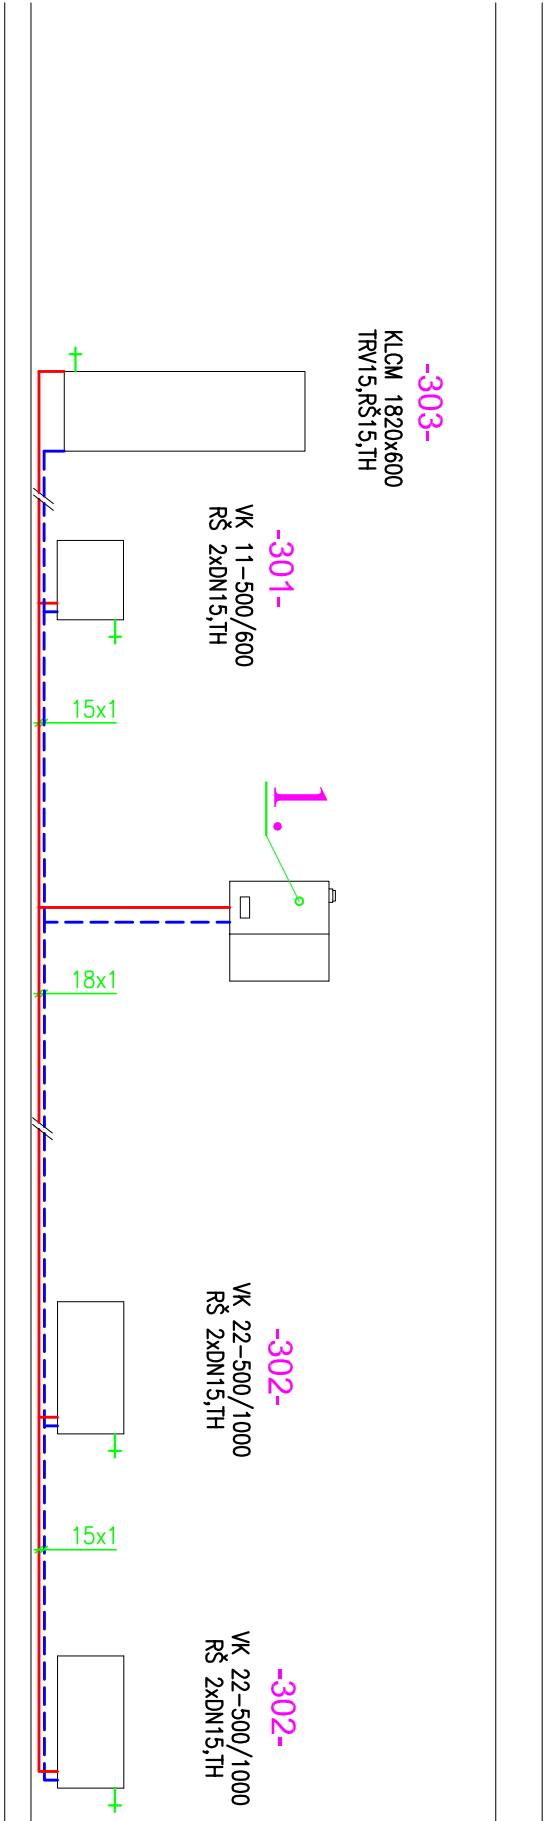 -303-
KLCM 1820x600
TRV15,RŠ15,TH
-301-
VK 11-500/600
RŠ 2xDN15,TH
15x1
1.
18x1
-302-
VK 22-500/1000
RŠ 2xDN15,TH
15x1
-302-
VK 22-500/1000
RŠ 2xDN15,TH